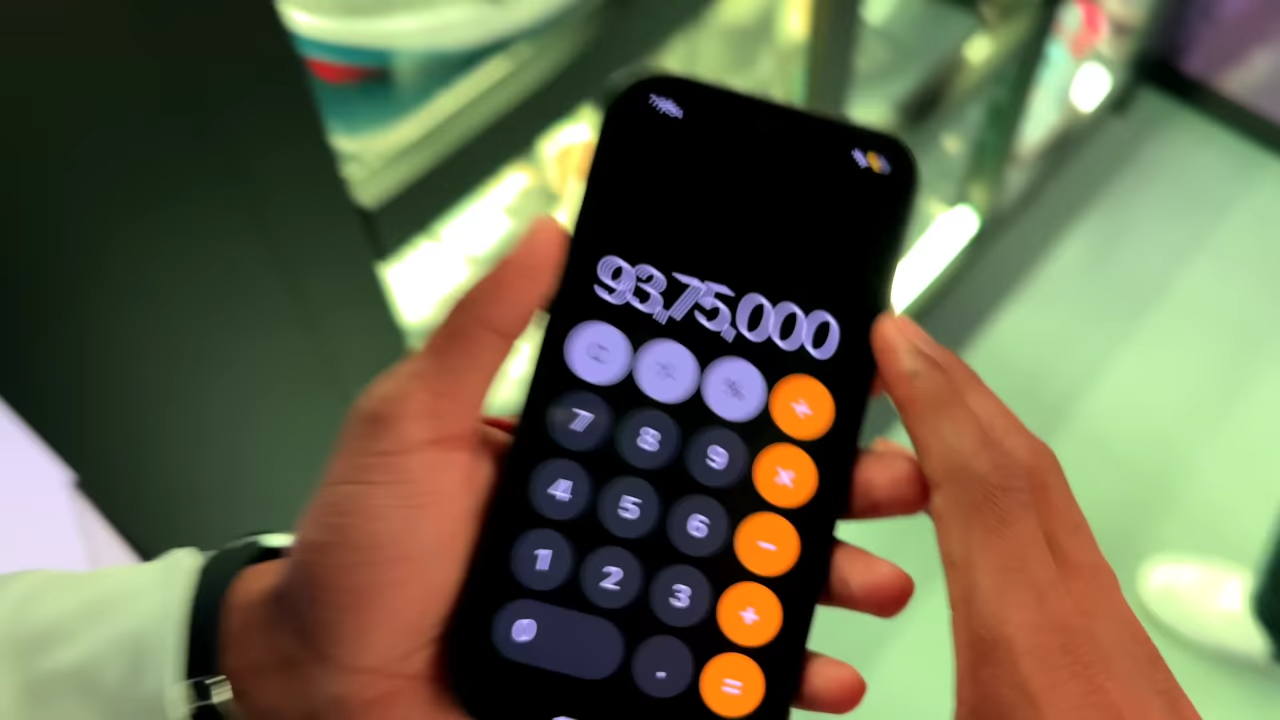 93,75,000
C % ÷
7 8 9 ×
4 5 6 −
1 2 3 +
0 . =